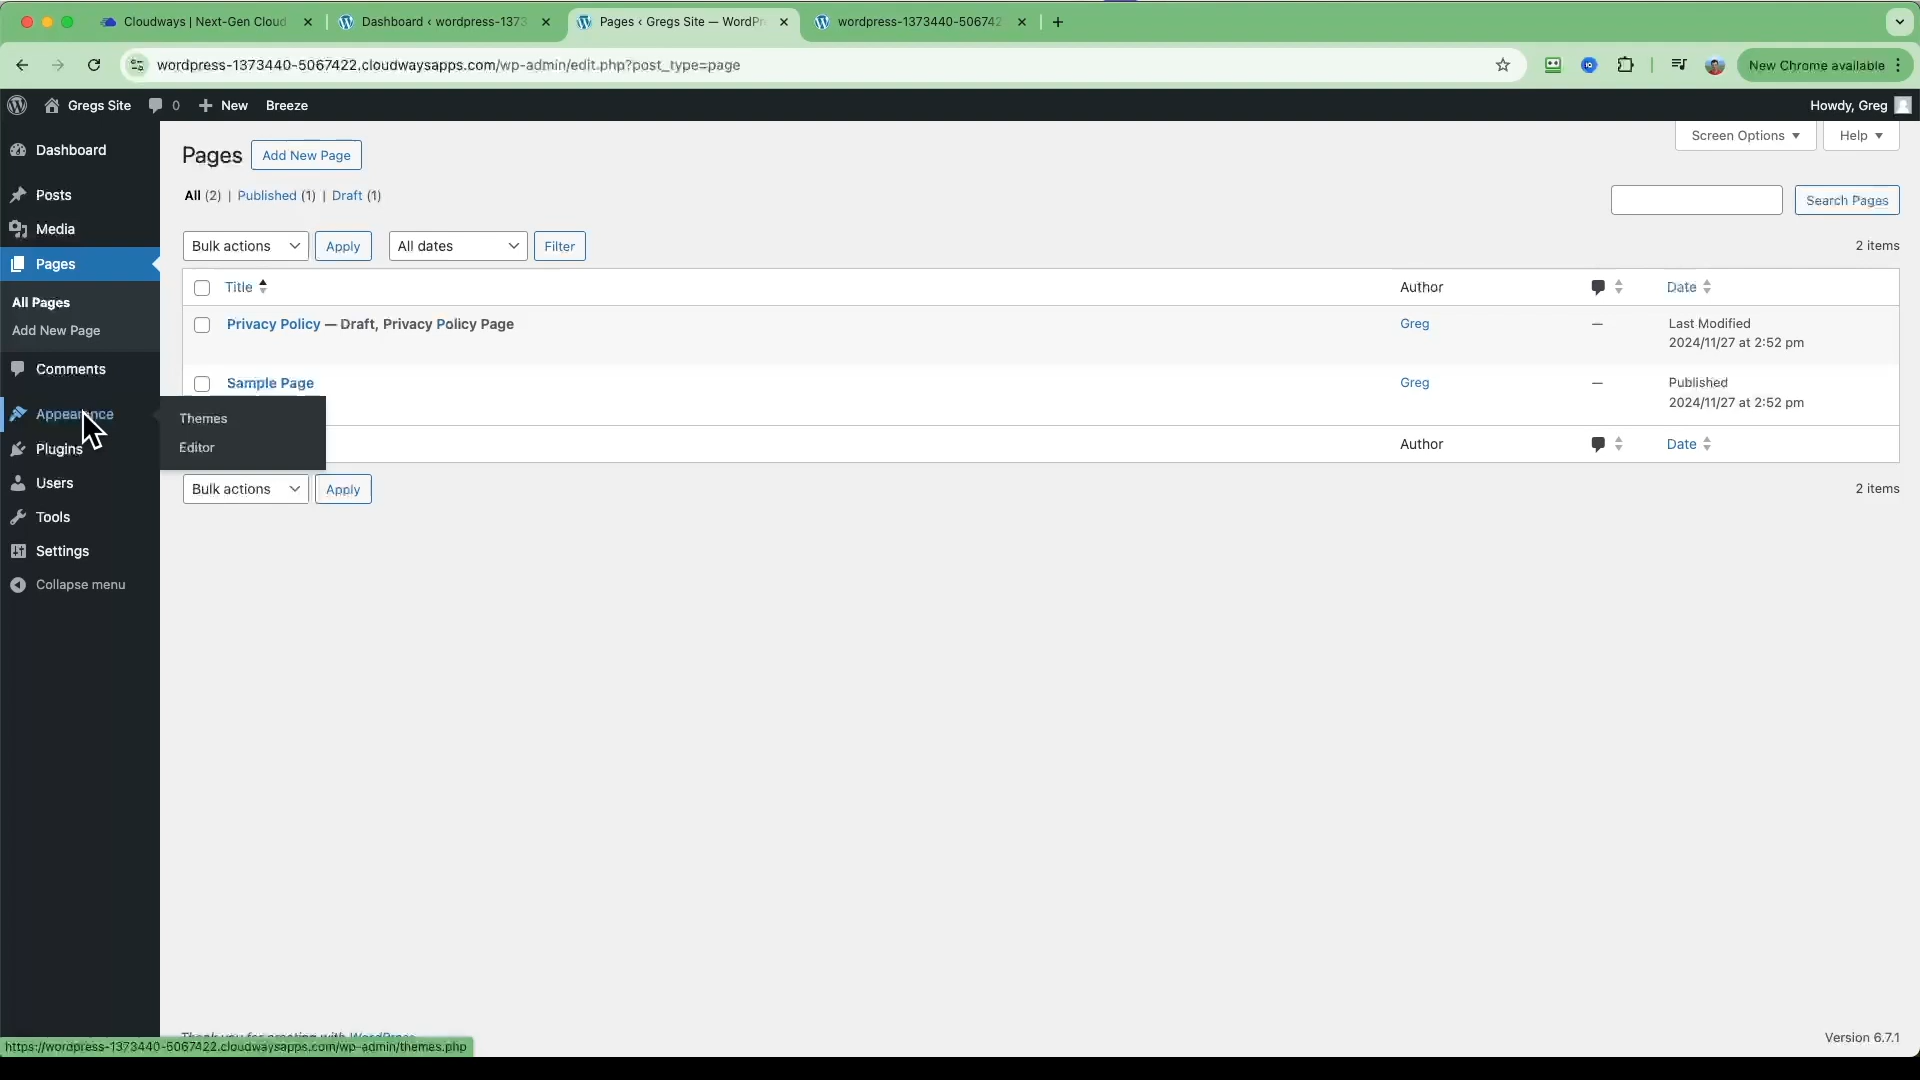 Cloudways | Next-Gen Cloud
Dashboard ‹ wordpress-1373
Pages ‹ Gregs Site — WordPr
wordpress-1373440-506742
wordpress-1373440-5067422.cloudwaysapps.com/wp-admin/edit.php?post_type=page
New Chrome available
Gregs Site
0
New
Breeze
Howdy, Greg
Dashboard
Posts
Media
Pages
All Pages
Add New Page
Comments
Appearance
Plugins
Users
Tools
Settings
Collapse menu
Themes
Editor
Screen Options
Help
Pages
Add New Page
All (2) | Published (1) | Draft (1)
Search Pages
Bulk actions
Apply
All dates
Filter
2 items
Title
Author
Date
Privacy Policy — Draft, Privacy Policy Page
Greg
—
Last Modified
2024/11/27 at 2:52 pm
Sample Page
Greg
—
Published
2024/11/27 at 2:52 pm
Author
Date
Bulk actions
Apply
2 items
Thank you for creating with WordPress.
Version 6.7.1
https://wordpress-1373440-5067422.cloudwaysapps.com/wp-admin/themes.php